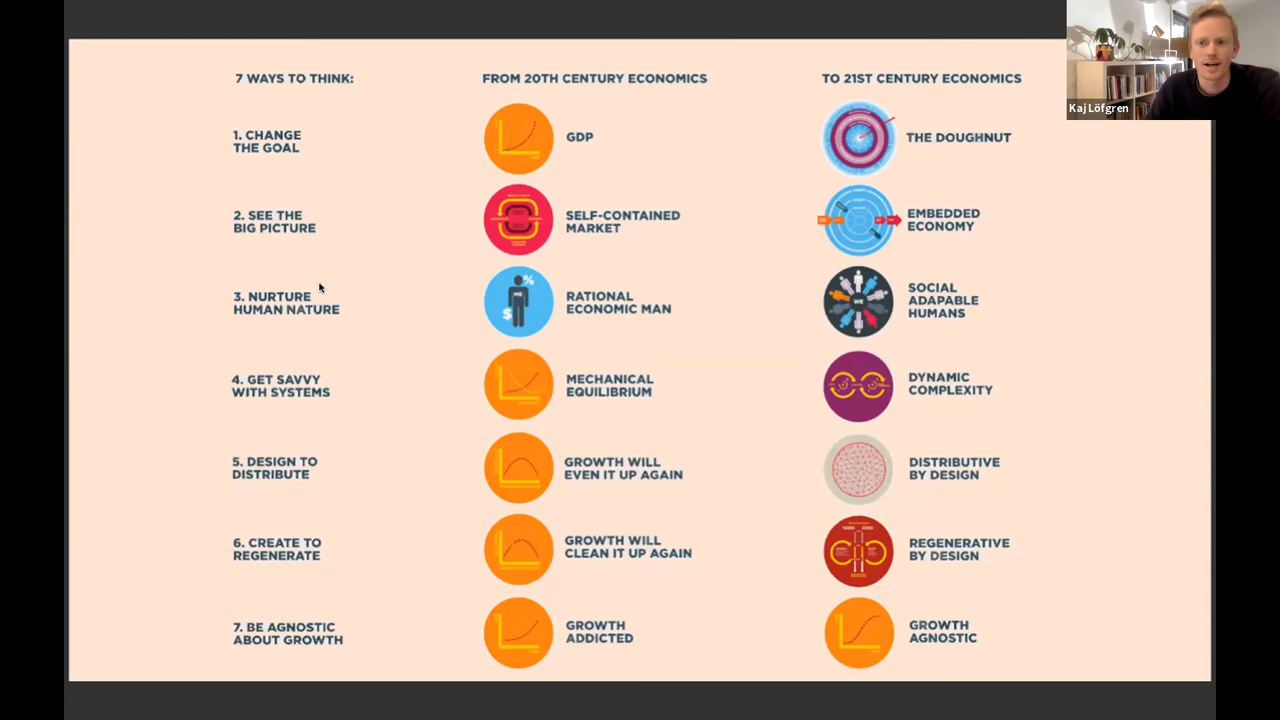 7 WAYS TO THINK:
FROM 20TH CENTURY ECONOMICS
TO 21ST CENTURY ECONOMICS
Kaj Löfgren
1. CHANGE
THE GOAL
GDP
THE DOUGHNUT
2. SEE THE
BIG PICTURE
SELF-CONTAINED
MARKET
EMBEDDED
ECONOMY
3. NURTURE
HUMAN NATURE
%
ME
$
RATIONAL
ECONOMIC MAN
WE
SOCIAL
ADAPABLE
HUMANS
4. GET SAVVY
WITH SYSTEMS
MECHANICAL
EQUILIBRIUM
DYNAMIC
COMPLEXITY
5. DESIGN TO
DISTRIBUTE
GROWTH WILL
EVEN IT UP AGAIN
DISTRIBUTIVE
BY DESIGN
6. CREATE TO
REGENERATE
GROWTH WILL
CLEAN IT UP AGAIN
REGENERATIVE
BY DESIGN
7. BE AGNOSTIC
ABOUT GROWTH
GROWTH
ADDICTED
GROWTH
AGNOSTIC